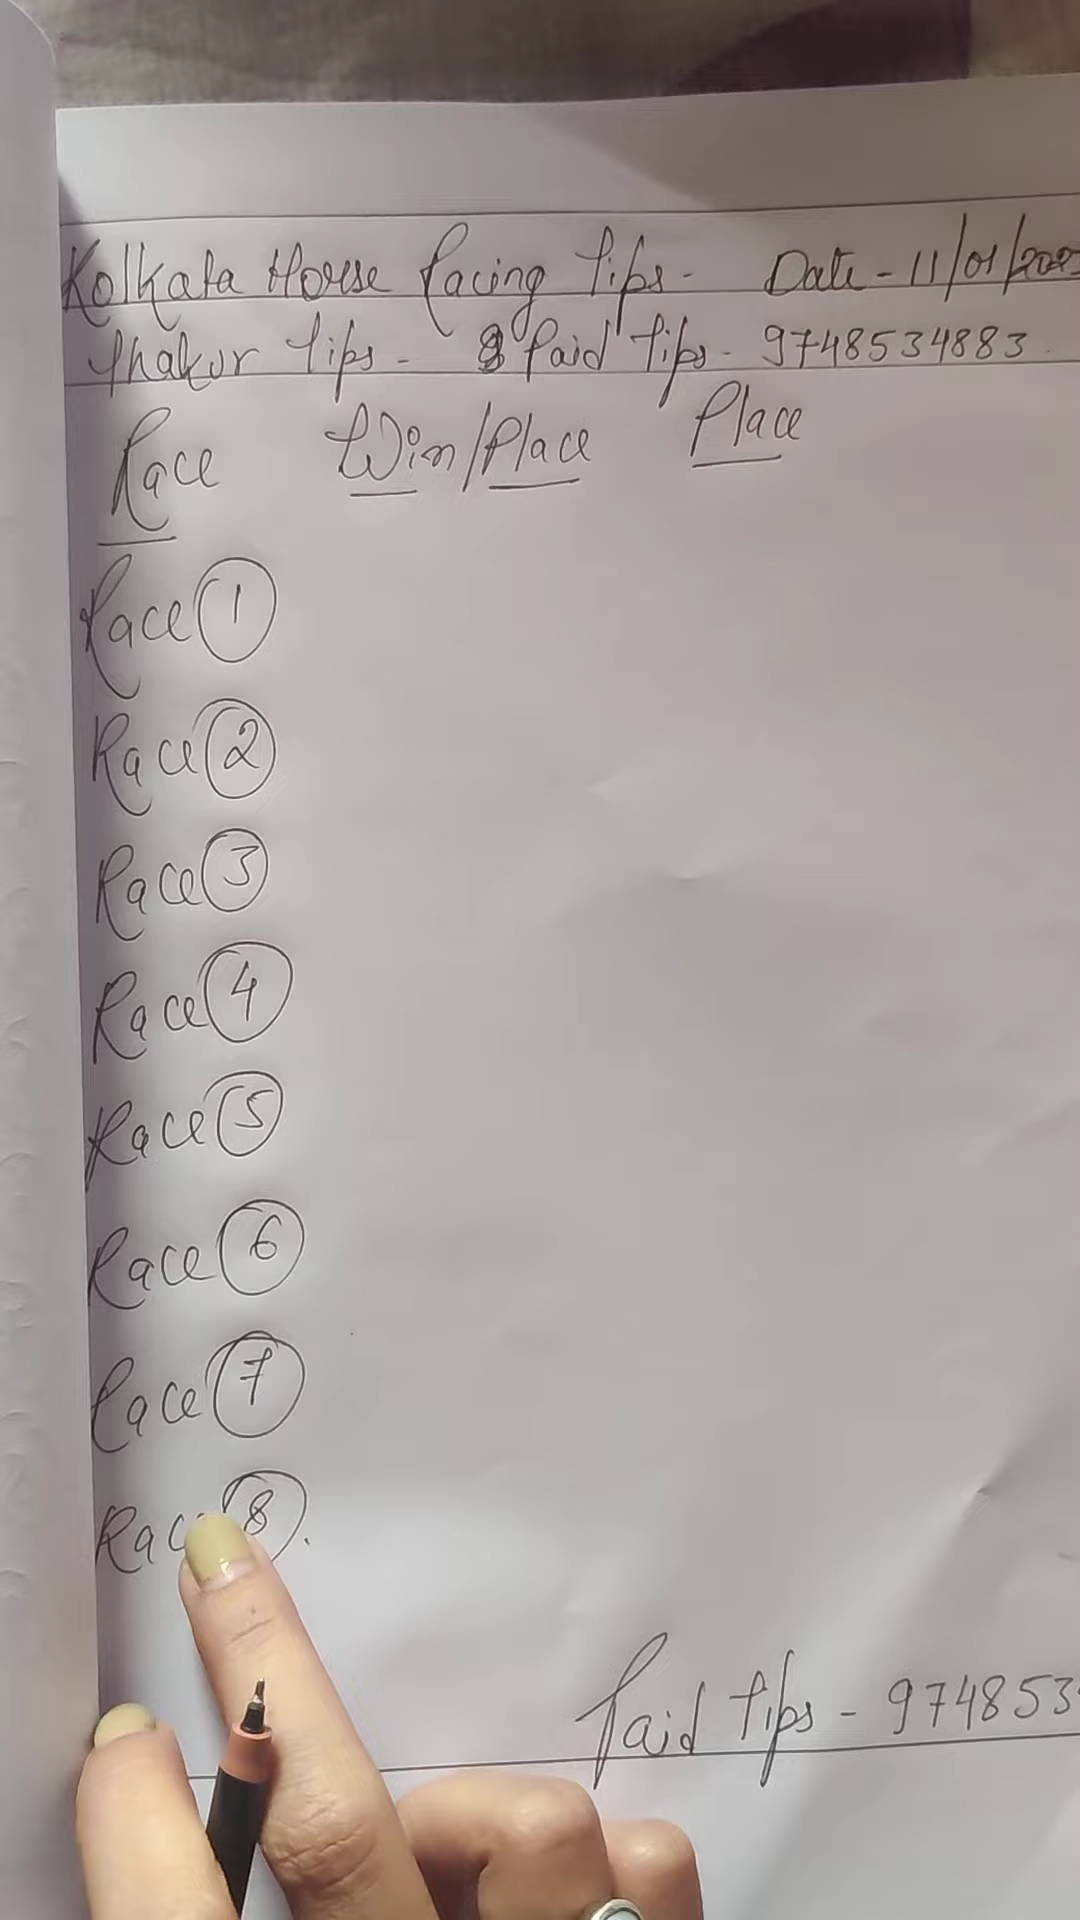 Kolkata Horse Racing Tips - Date - 11/01/2025
Thakur Tips - Paid Tips - 9748534883
Race Win/Place Place
Race 1
Race 2
Race 3
Race 4
Race 5
Race 6
Race 7
Race 8
Paid Tips - 974853